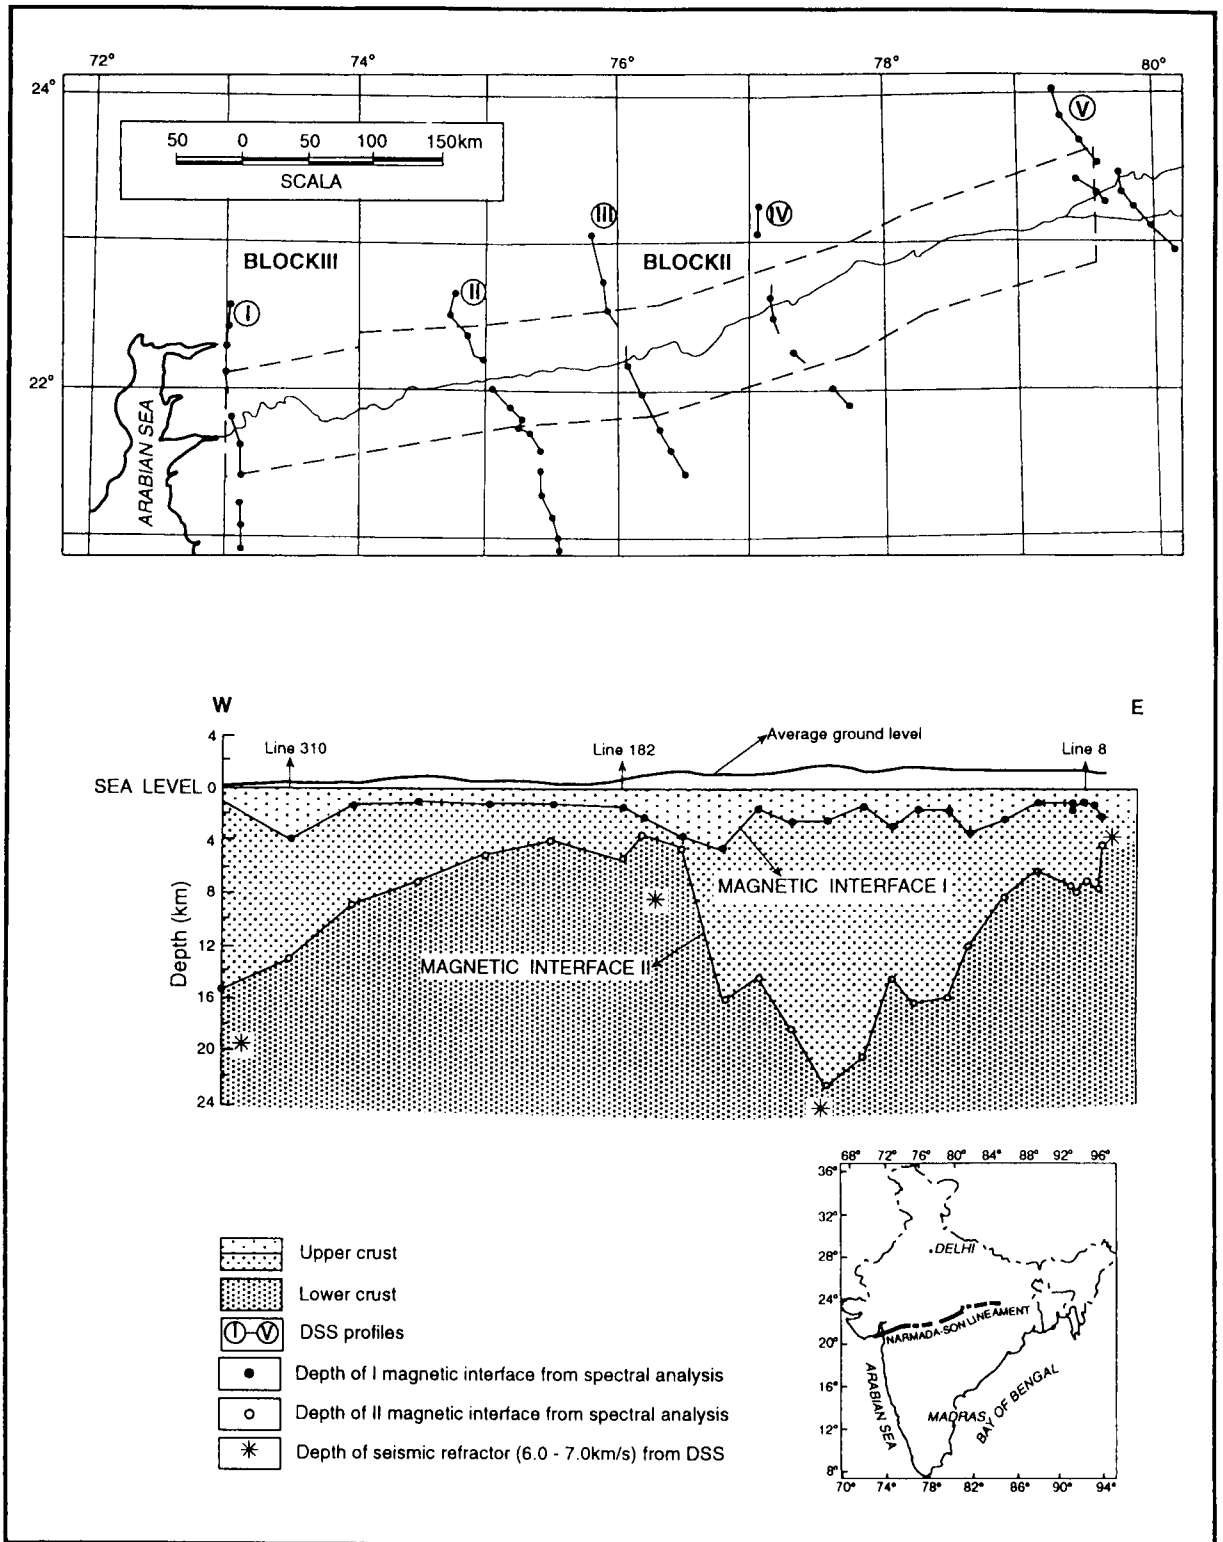 72° 74° 76° 78° 80°
24°
22°
50 0 50 100 150km
SCALA
BLOCKIII
BLOCKII
I
II
III
IV
V
ARABIAN SEA
W
E
4
Line 310
Line 182
Average ground level
Line 8
SEA LEVEL 0
4
8
12
16
20
24
Depth (km)
MAGNETIC INTERFACE I
MAGNETIC INTERFACE II
Upper crust
Lower crust
I-V DSS profiles
Depth of I magnetic interface from spectral analysis
Depth of II magnetic interface from spectral analysis
Depth of seismic refractor (6.0 - 7.0km/s) from DSS
68° 72° 76° 80° 84° 88° 92° 96°
36°
32°
28°
24°
20°
16°
12°
8°
70° 74° 78° 82° 86° 90° 94°
DELHI
NARMADA-SON LINEAMENT
ARABIAN SEA
MADRAS
BAY OF BENGAL